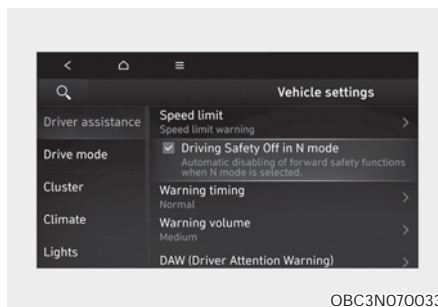 Vehicle settings
Driver assistance
Drive mode
Cluster
Climate
Lights
Speed limit
Speed limit warning
Driving Safety Off in N mode
Automatic disabling of forward safety functions
when N mode is selected.
Warning timing
Normal
Warning volume
Medium
DAW (Driver Attention Warning)
OBC3N070033